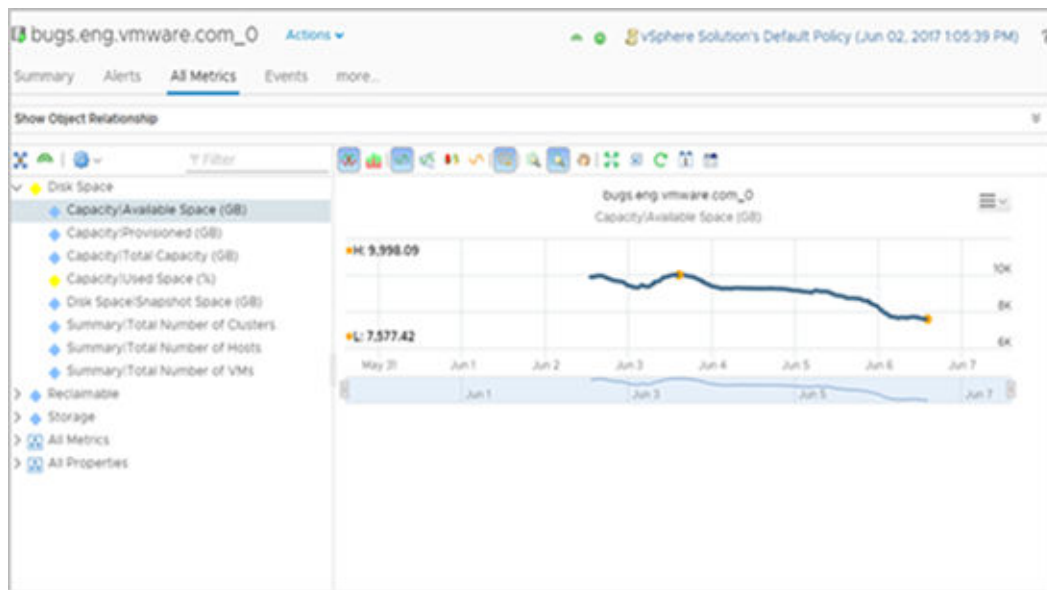 bugs.eng.vmware.com_0 Actions vSphere Solution's Default Policy (Jun 02, 2017 1:05:39 PM) ?
Summary Alerts All Metrics Events more...
Show Object Relationship
Filter
Disk Space
Capacity|Available Space (GB)
Capacity|Provisioned (GB)
Capacity|Total Capacity (GB)
Capacity|Used Space (%)
Disk Space|Snapshot Space (GB)
Summary|Total Number of Clusters
Summary|Total Number of Hosts
Summary|Total Number of VMs
Reclaimable
Storage
All Metrics
All Properties
bugs.eng.vmware.com_0
Capacity|Available Space (GB)
H: 9,998.09
10K
8K
L: 7,577.42
6K
May 31 Jun 1 Jun 2 Jun 3 Jun 4 Jun 5 Jun 6 Jun 7
Jun 1 Jun 3 Jun 5 Jun 7